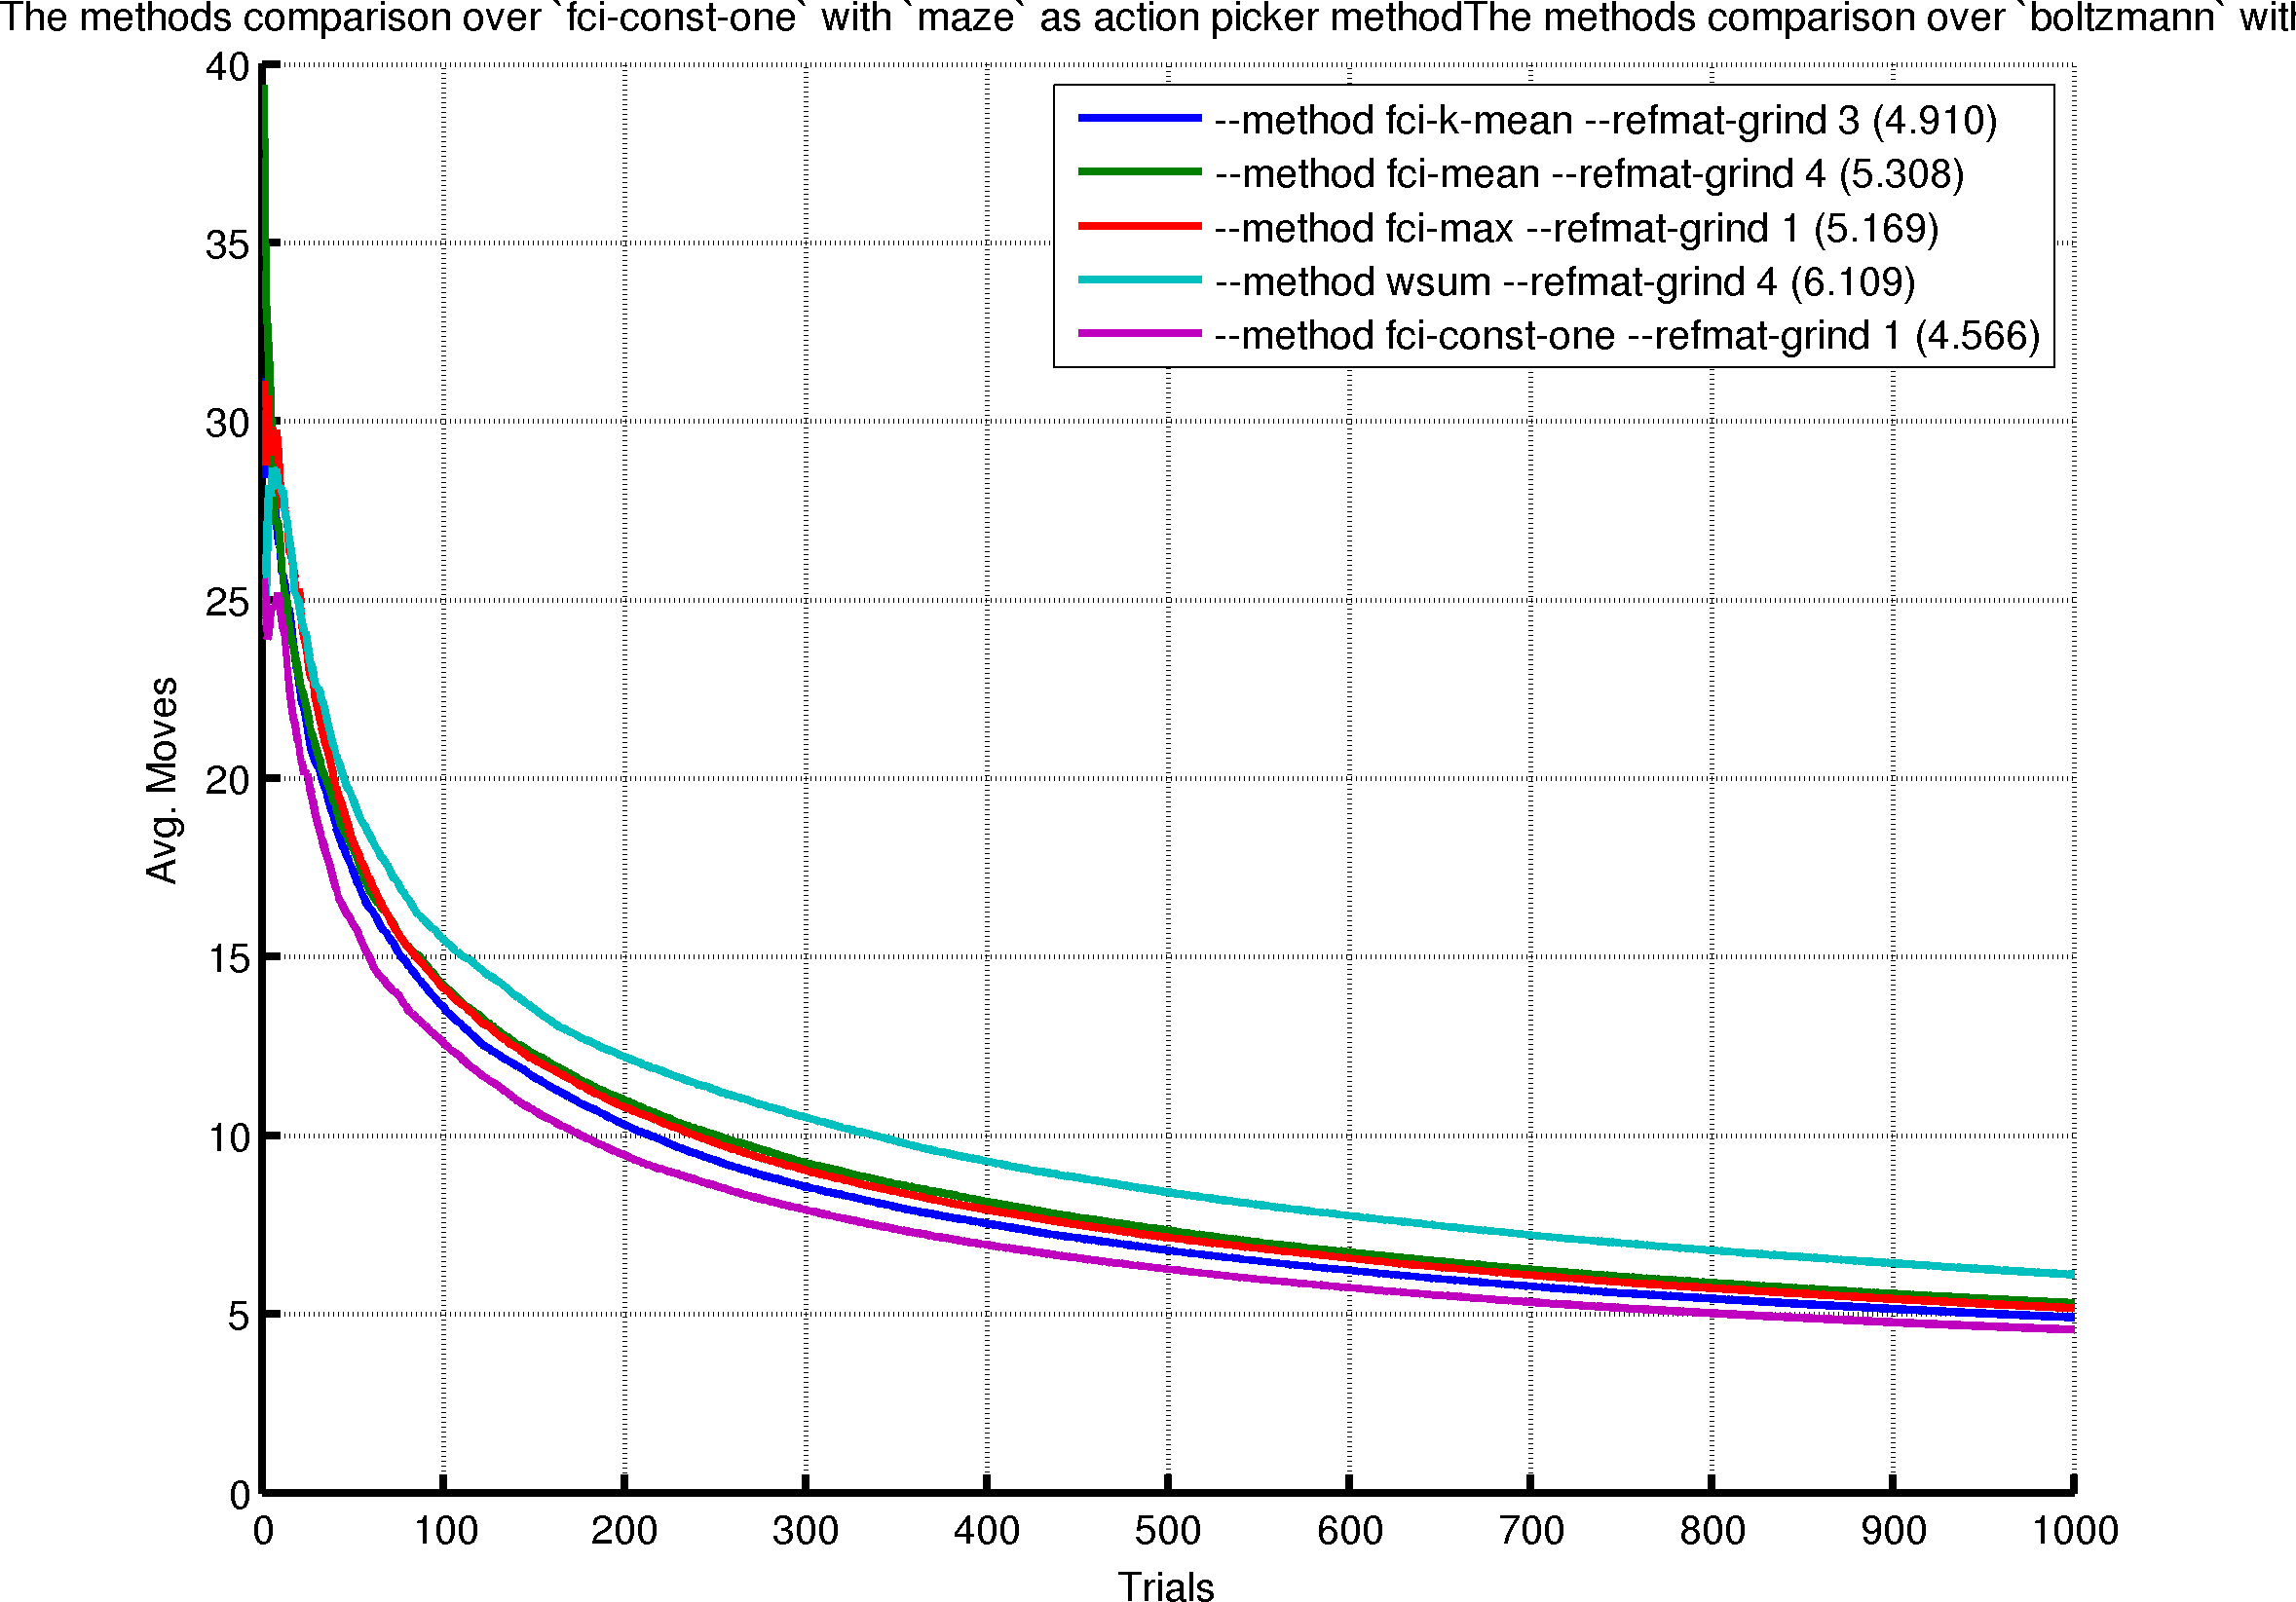 The methods comparison over `fci-const-one` with `maze` as action picker methodThe methods comparison over `boltzmann` with
40
--method fci-k-mean --refmat-grind 3 (4.910)
--method fci-mean --refmat-grind 4 (5.308)
--method fci-max --refmat-grind 1 (5.169)
--method wsum --refmat-grind 4 (6.109)
--method fci-const-one --refmat-grind 1 (4.566)
35
30
25
20
15
10
5
0
Avg. Moves
0 100 200 300 400 500 600 700 800 900 1000
Trials